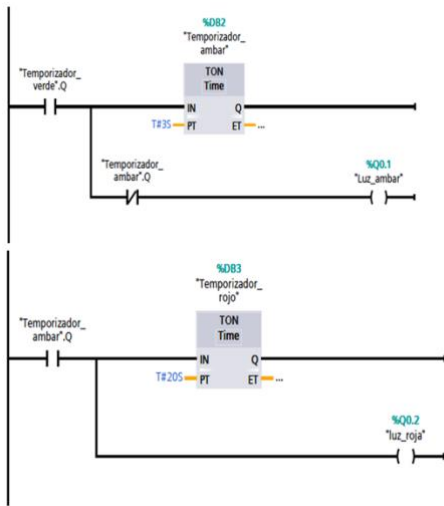 %DB2
"Temporizador_
ambar"
TON
Time
"Temporizador_
verde".Q
IN
Q
T#3S
PT
ET
...
"Temporizador_
ambar".Q
%Q0.1
"Luz_ambar"
%DB3
"Temporizador_
rojo"
TON
Time
"Temporizador_
ambar".Q
IN
Q
T#20S
PT
ET
...
%Q0.2
"luz_roja"